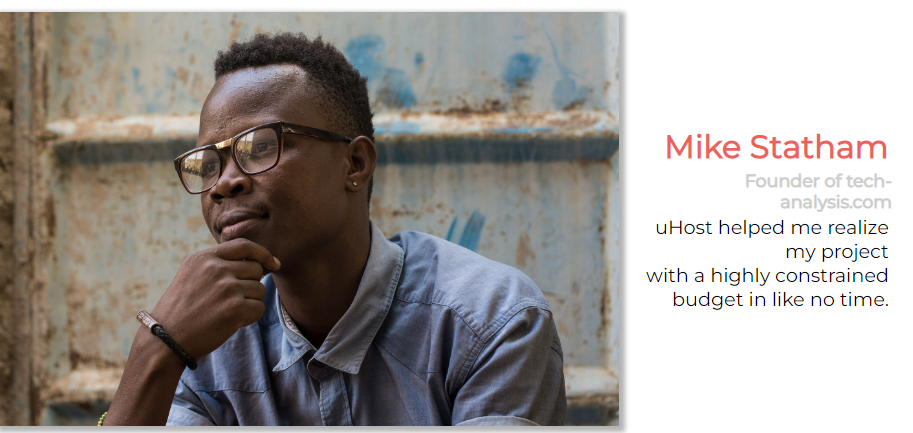 Mike Statham
Founder of tech-
analysis.com
uHost helped me realize
my project
with a highly constrained
budget in like no time.